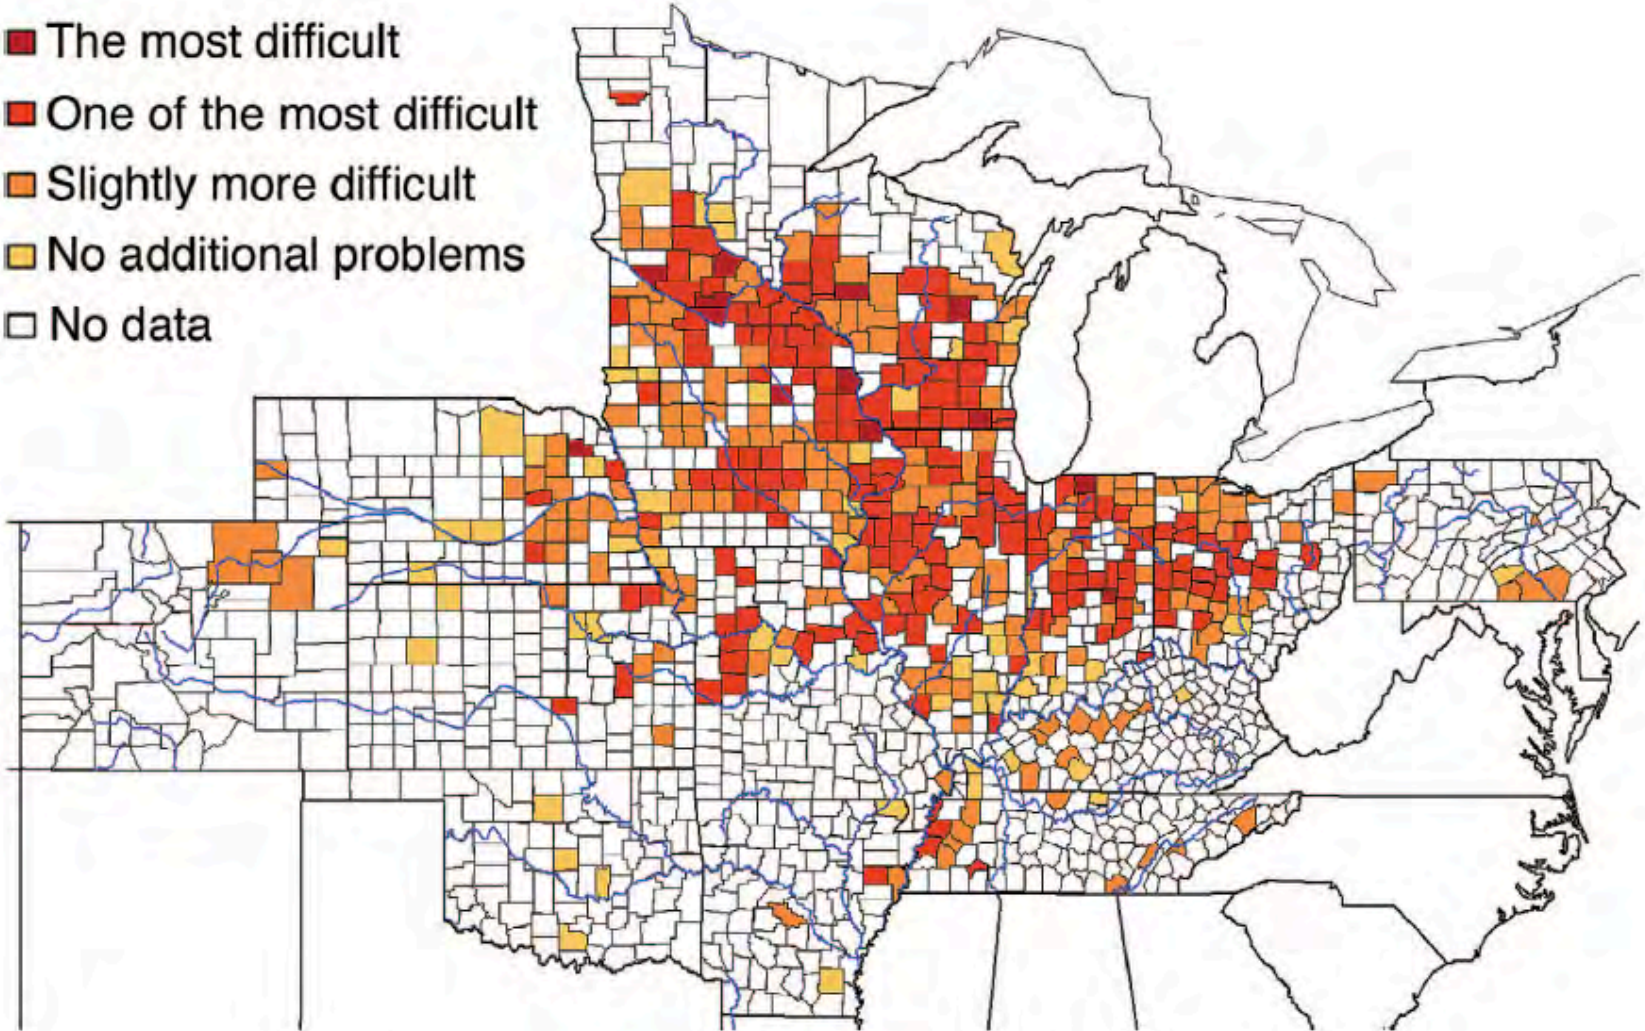 The most difficult
One of the most difficult
Slightly more difficult
No additional problems
No data